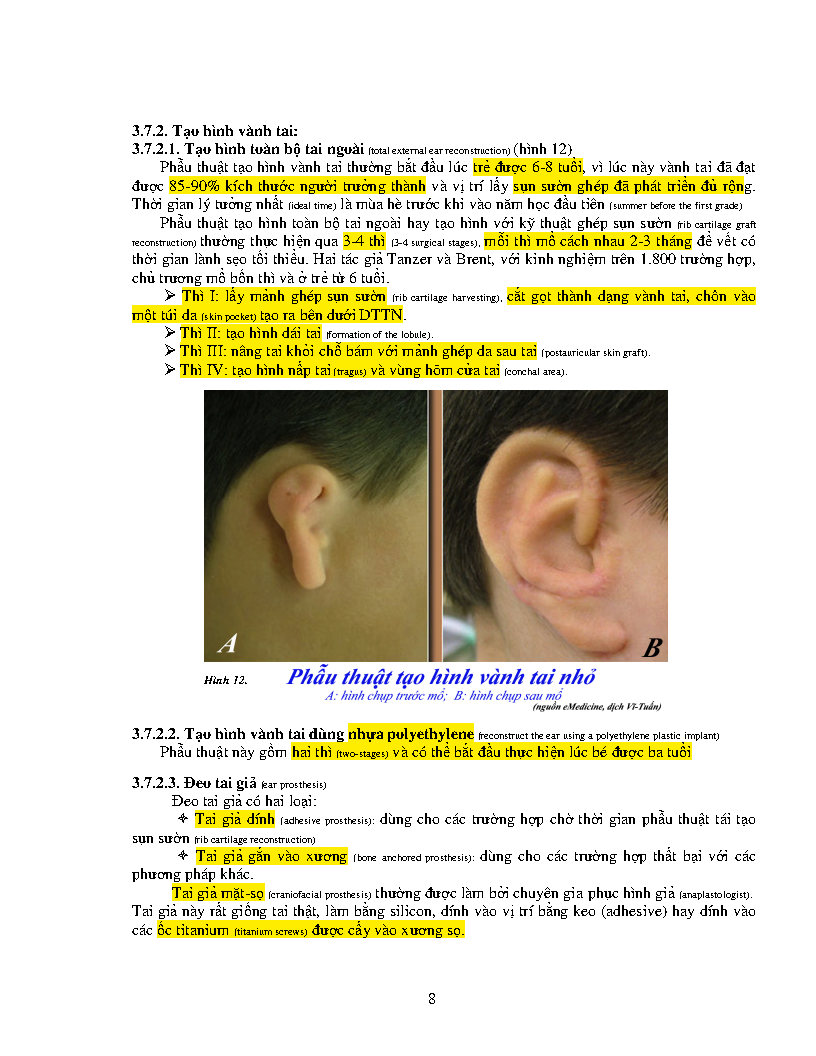 3.7.2. Tạo hình vành tai:
3.7.2.1. Tạo hình toàn bộ tai ngoài (total external ear reconstruction) (hình 12)
Phẫu thuật tạo hình vành tai thường bắt đầu lúc trẻ được 6-8 tuổi, vì lúc này vành tai đã đạt
được 85-90% kích thước người trưởng thành và vị trí lấy sụn sườn ghép đã phát triển đủ rộng.
Thời gian lý tưởng nhất (ideal time) là mùa hè trước khi vào năm học đầu tiên (summer before the first grade)
Phẫu thuật tạo hình toàn bộ tai ngoài hay tạo hình với kỹ thuật ghép sụn sườn (rib cartilage graft
reconstruction) thường thực hiện qua 3-4 thì (3-4 surgical stages), mỗi thì mổ cách nhau 2-3 tháng để vết có
thời gian lành sẹo tối thiểu. Hai tác giả Tanzer và Brent, với kinh nghiệm trên 1.800 trường hợp,
chủ trương mổ bốn thì và ở trẻ từ 6 tuổi.
➢ Thì I: lấy mảnh ghép sụn sườn (rib cartilage harvesting), cắt gọt thành dạng vành tai, chôn vào
một túi da (skin pocket) tạo ra bên dưới DTTN.
➢ Thì II: tạo hình dái tai (formation of the lobule).
➢ Thì III: nâng tai khỏi chỗ bám với mảnh ghép da sau tai (postauricular skin graft).
➢ Thì IV: tạo hình nắp tai (tragus) và vùng hõm cửa tai (conchal area).
A
B
Hình 12. Phẫu thuật tạo hình vành tai nhỏ
A: hình chụp trước mổ; B: hình chụp sau mổ
(nguồn eMedicine, dịch Vĩ-Tuấn)
3.7.2.2. Tạo hình vành tai dùng nhựa polyethylene (reconstruct the ear using a polyethylene plastic implant)
Phẫu thuật này gồm hai thì (two-stages) và có thể bắt đầu thực hiện lúc bé được ba tuổi
3.7.2.3. Đeo tai giả (ear prosthesis)
Đeo tai giả có hai loại:
✧ Tai giả dính (adhesive prosthesis): dùng cho các trường hợp chờ thời gian phẫu thuật tái tạo
sụn sườn (rib cartilage reconstruction)
✧ Tai giả gắn vào xương (bone anchored prosthesis): dùng cho các trường hợp thất bại với các
phương pháp khác.
Tai giả mặt-sọ (craniofacial prosthesis) thường được làm bởi chuyên gia phục hình giả (anaplastologist).
Tai giả này rất giống tai thật, làm bằng silicon, dính vào vị trí bằng keo (adhesive) hay dính vào
các ốc titanium (titanium screws) được cấy vào xương sọ.
8